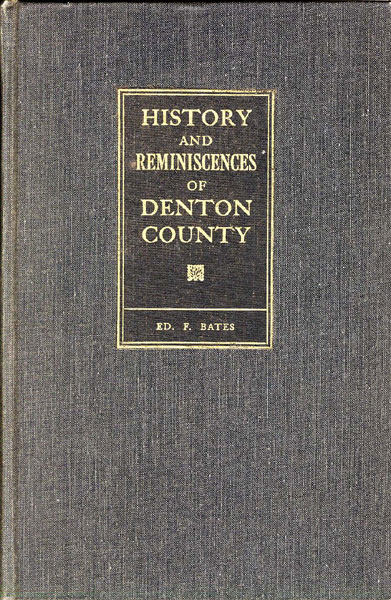 HISTORY
AND
REMINISCENCES
OF
DENTON
COUNTY
ED. F. BATES